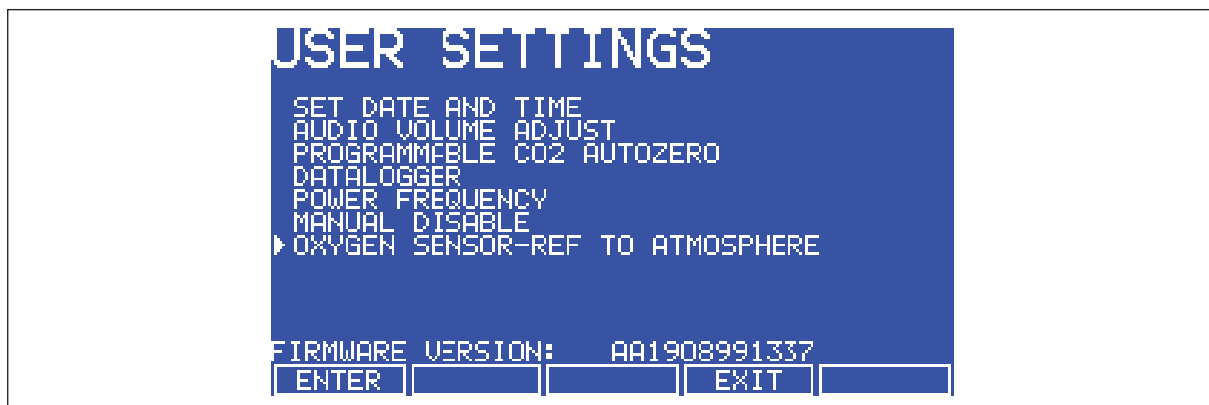 USER SETTINGS
SET DATE AND TIME
AUDIO VOLUME ADJUST
PROGRAMMABLE CO2 AUTOZERO
DATALOGGER
POWER FREQUENCY
MANUAL DISABLE
OXYGEN SENSOR-REF TO ATMOSPHERE
FIRMWARE VERSION: AA1908991337
ENTER EXIT